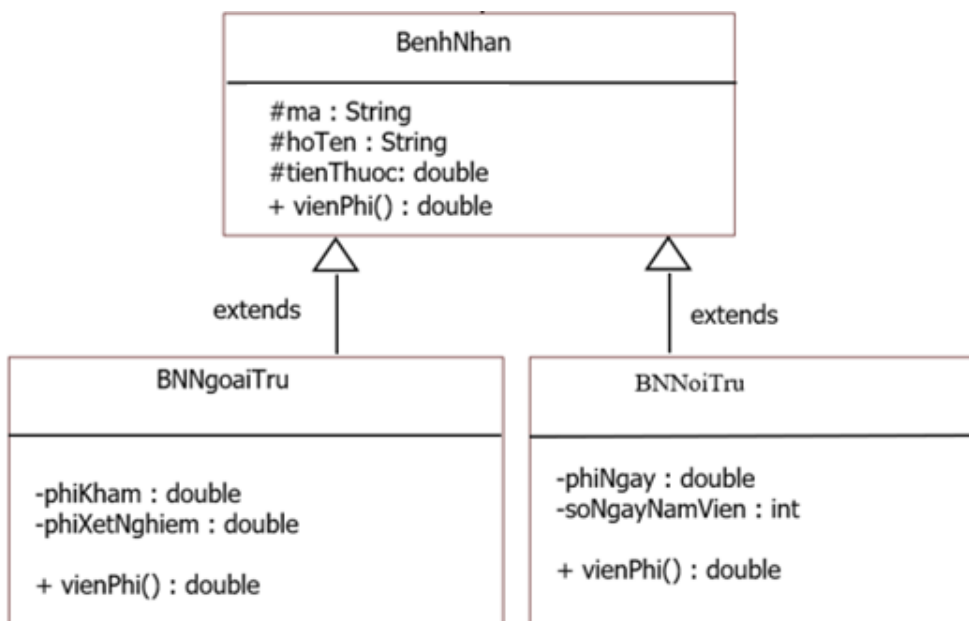 BenhNhan
#ma : String
#hoTen : String
#tienThuoc: double
+ vienPhi() : double
extends
extends
BNNgoaiTru
-phiKham : double
-phiXetNghiem : double
+ vienPhi() : double
BNNoiTru
-phiNgay : double
-soNgayNamVien : int
+ vienPhi() : double